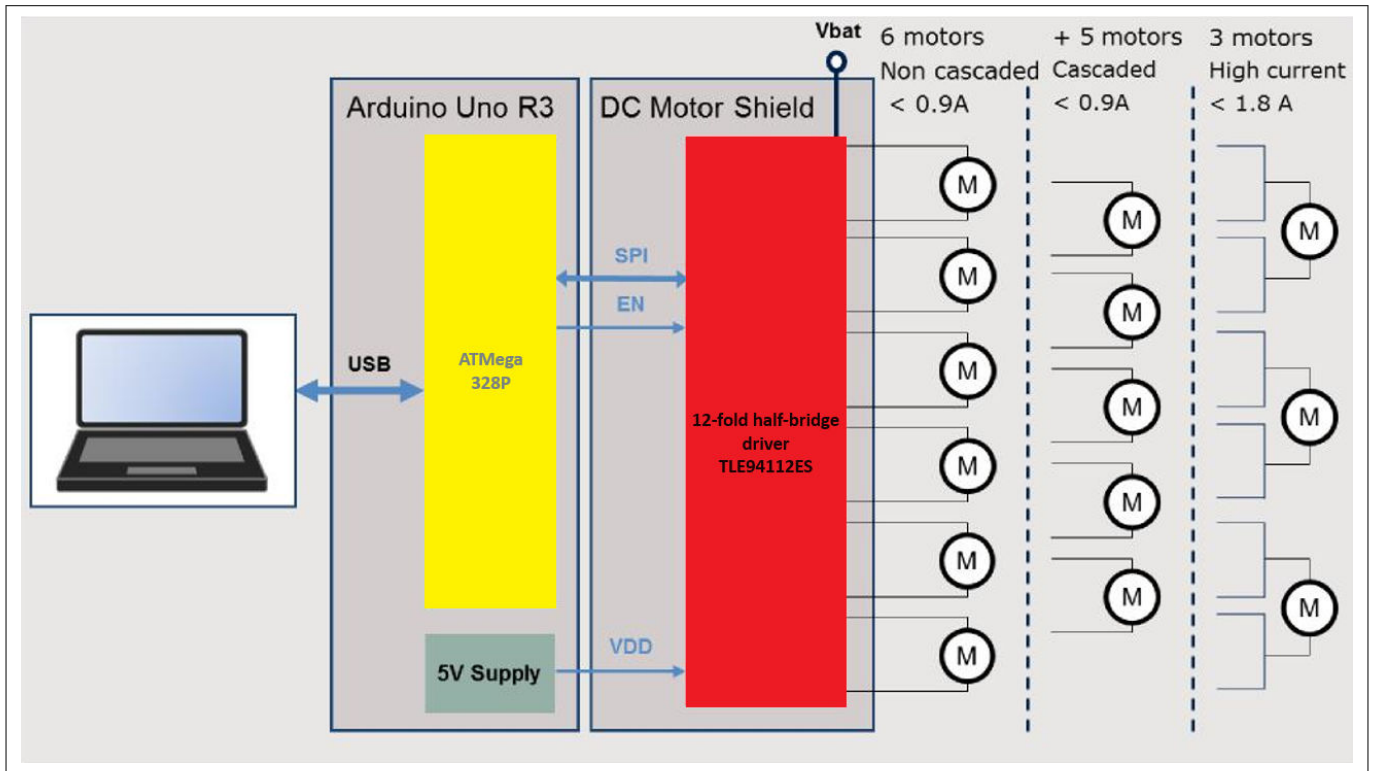 Vbat
6 motors
Non cascaded
< 0.9A
+ 5 motors
Cascaded
< 0.9A
3 motors
High current
< 1.8 A
Arduino Uno R3
DC Motor Shield
SPI
EN
USB
ATMega
328P
12-fold half-bridge
driver
TLE94112ES
VDD
5V Supply
M
M
M
M
M
M
M
M
M
M
M
M
M
M